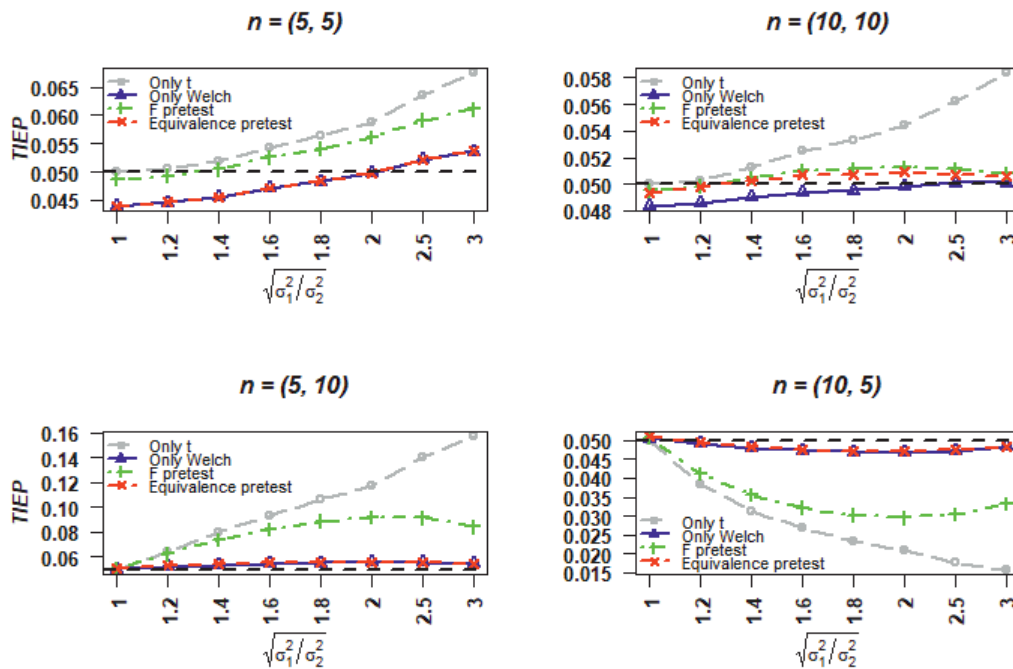 n = (5, 5)
TIEP
0.065
0.060
0.055
0.050
0.045
Only t
Only Welch
F pretest
Equivalence pretest
1
1.2
1.4
1.6
1.8
2
2.5
3
√σ₁²/σ₂²
n = (10, 10)
0.058
0.056
0.054
0.052
0.050
0.048
Only t
Only Welch
F pretest
Equivalence pretest
1
1.2
1.4
1.6
1.8
2
2.5
3
√σ₁²/σ₂²
n = (5, 10)
TIEP
0.16
0.14
0.12
0.10
0.08
0.06
Only t
Only Welch
F pretest
Equivalence pretest
1
1.2
1.4
1.6
1.8
2
2.5
3
√σ₁²/σ₂²
n = (10, 5)
0.050
0.045
0.040
0.035
0.030
0.025
0.020
0.015
Only t
Only Welch
F pretest
Equivalence pretest
1
1.2
1.4
1.6
1.8
2
2.5
3
√σ₁²/σ₂²